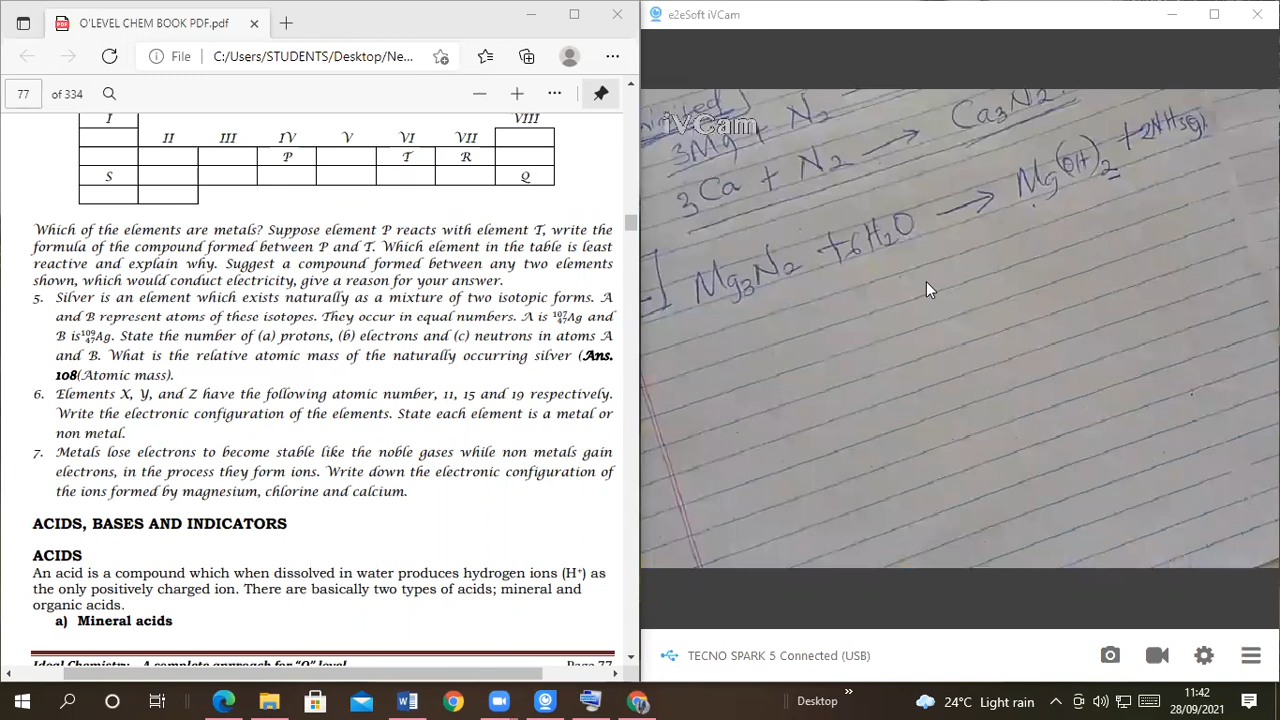 O'LEVEL CHEM BOOK PDF.pdf
e2eSoft iVCam
File C:/Users/STUDENTS/Desktop/Ne...
77 of 334
I VIII
II III IV V VI VII
P T R
S Q
Which of the elements are metals? Suppose element P reacts with element T, write the
formula of the compound formed between P and T. Which element in the table is least
reactive and explain why. Suggest a compound formed between any two elements
shown, which would conduct electricity, give a reason for your answer.
5. Silver is an element which exists naturally as a mixture of two isotopic forms. A
and B represent atoms of these isotopes. They occur in equal numbers. A is ¹⁰⁷₄₇Ag and
B is¹⁰⁹₄₇Ag. State the number of (a) protons, (b) electrons and (c) neutrons in atoms A
and B. What is the relative atomic mass of the naturally occurring silver (Ans.
108(Atomic mass).
6. Elements X, Y, and Z have the following atomic number, 11, 15 and 19 respectively.
Write the electronic configuration of the elements. State each element is a metal or
non metal.
7. Metals lose electrons to become stable like the noble gases while non metals gain
electrons, in the process they form ions. Write down the electronic configuration of
the ions formed by magnesium, chlorine and calcium.
ACIDS, BASES AND INDICATORS
ACIDS
An acid is a compound which when dissolved in water produces hydrogen ions (H⁺) as
the only positively charged ion. There are basically two types of acids; mineral and
organic acids.
a) Mineral acids
Ideal Chemistry A complete approach for "O" level Page 77
iVCam
3Mg + N₂
3Ca + N₂ → Ca₃N₂
Mg₃N₂ + 6H₂O → Mg(OH)₂ + 2NH₃(g)
TECNO SPARK 5 Connected (USB)
Desktop
24°C Light rain
11:42
28/09/2021